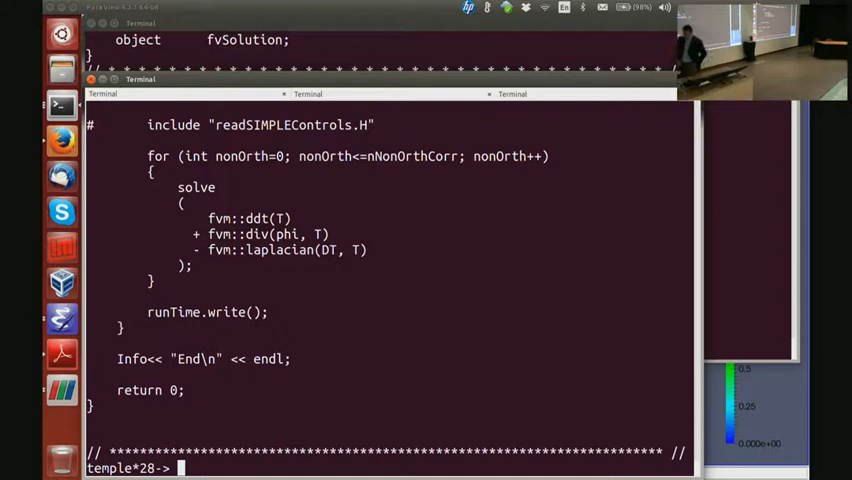 ParaView 4.3.1 64-bit
En
(98%)
Terminal
object      fvSolution;
}
// * * * * * * * * * * * * * * * * * * * * * * * * * * * * * * * * * * * * *
Terminal
Terminal
Terminal
Terminal
#       include "readSIMPLEControls.H"
for (int nonOrth=0; nonOrth<=nNonOrthCorr; nonOrth++)
{
solve
(
fvm::ddt(T)
+ fvm::div(phi, T)
- fvm::laplacian(DT, T)
);
}
runTime.write();
}
Info<< "End\n" << endl;
return 0;
}
// ************************************************************************* //
temple*28->
0.5
0.25
0.000e+00